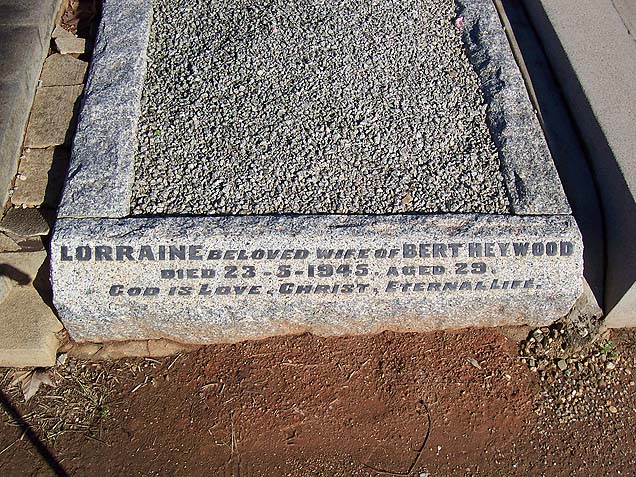 LORRAINE BELOVED WIFE OF BERT HEYWOOD
DIED 23-5-1945 AGED 29.
GOD IS LOVE. CHRIST, ETERNAL LIFE.